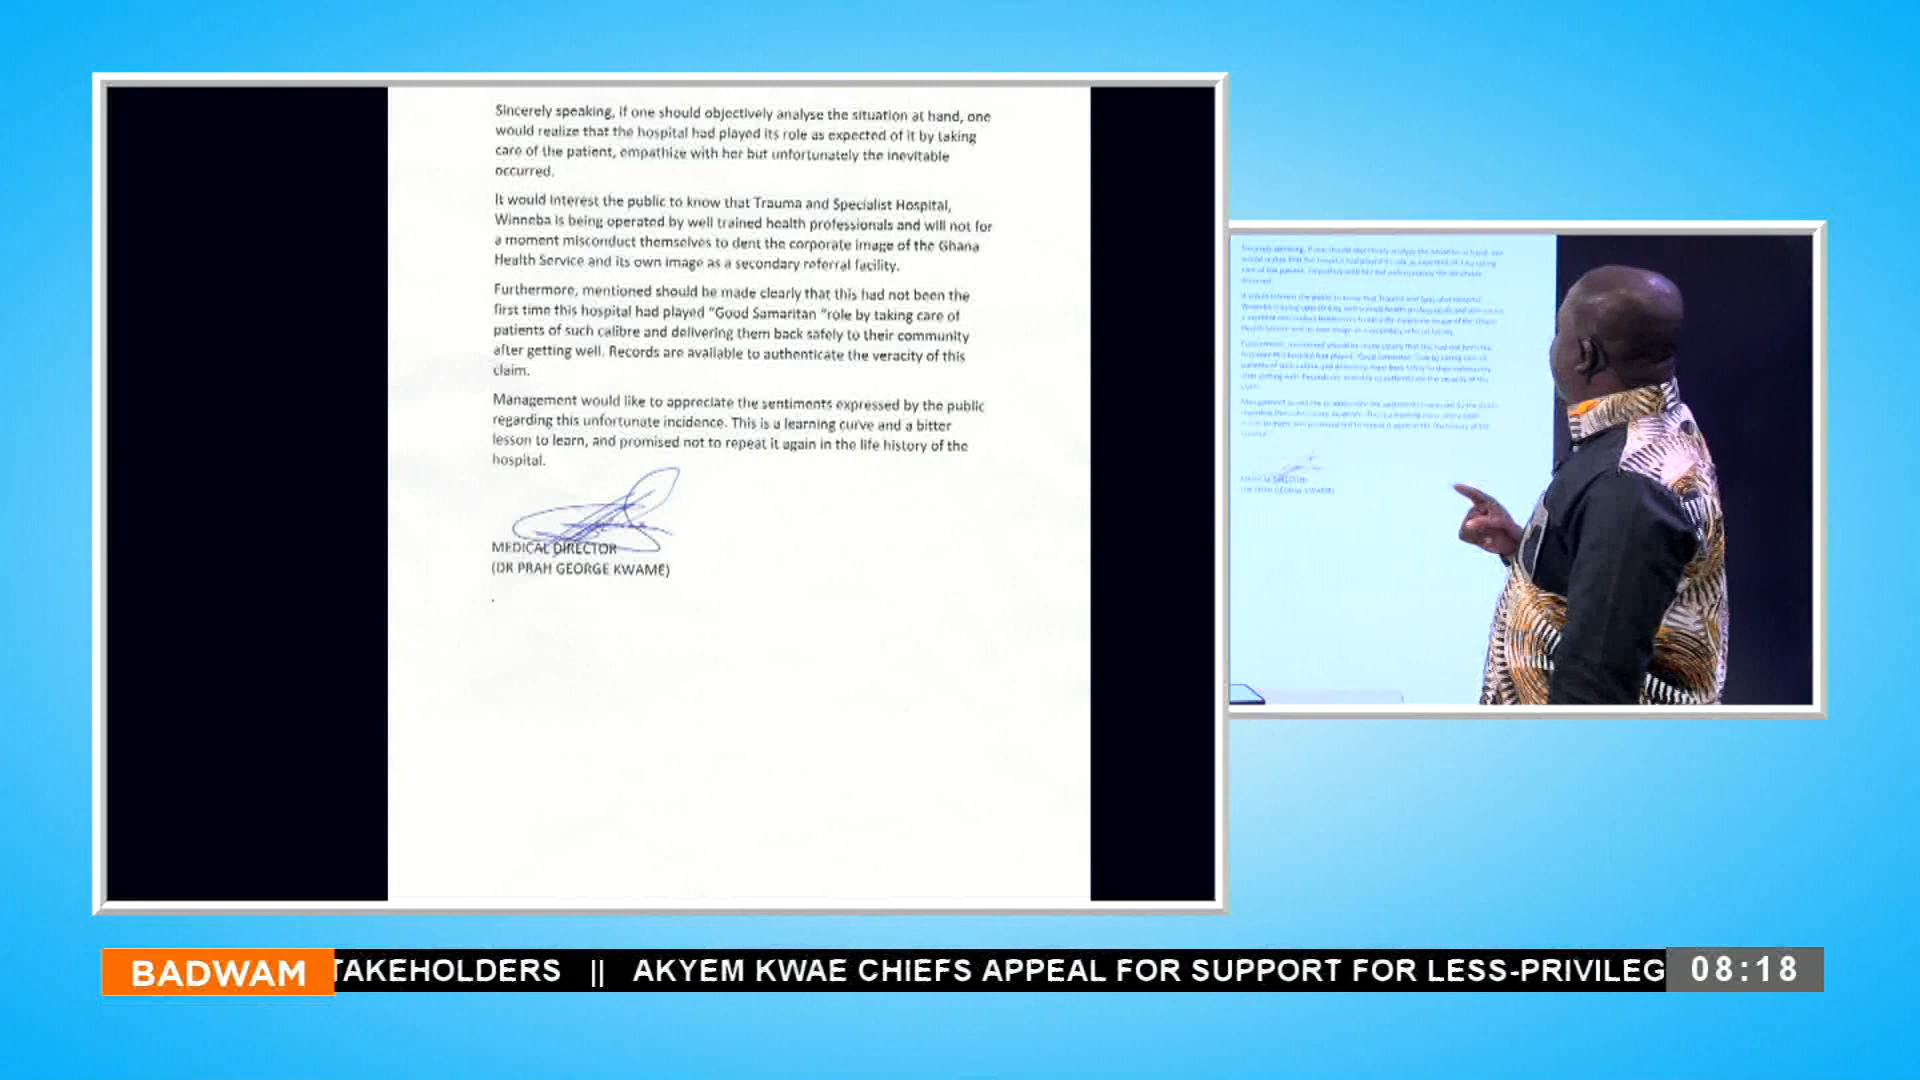 Sincerely speaking, if one should objectively analyse the situation at hand, one
would realize that the hospital had played its role as expected of it by taking
care of the patient, empathize with her but unfortunately the inevitable
occurred.
It would interest the public to know that Trauma and Specialist Hospital,
Winneba is being operated by well trained health professionals and will not for
a moment misconduct themselves to dent the corporate image of the Ghana
Health Service and its own image as a secondary referral facility.
Furthermore, mentioned should be made clearly that this had not been the
first time this hospital had played "Good Samaritan "role by taking care of
patients of such calibre and delivering them back safely to their community
after getting well. Records are available to authenticate the veracity of this
claim.
Management would like to appreciate the sentiments expressed by the public
regarding this unfortunate incidence. This is a learning curve and a bitter
lesson to learn, and promised not to repeat it again in the life history of the
hospital.
MEDICAL DIRECTOR
(DR PRAH GEORGE KWAME)
BADWAM TAKEHOLDERS || AKYEM KWAE CHIEFS APPEAL FOR SUPPORT FOR LESS-PRIVILEG 08:18